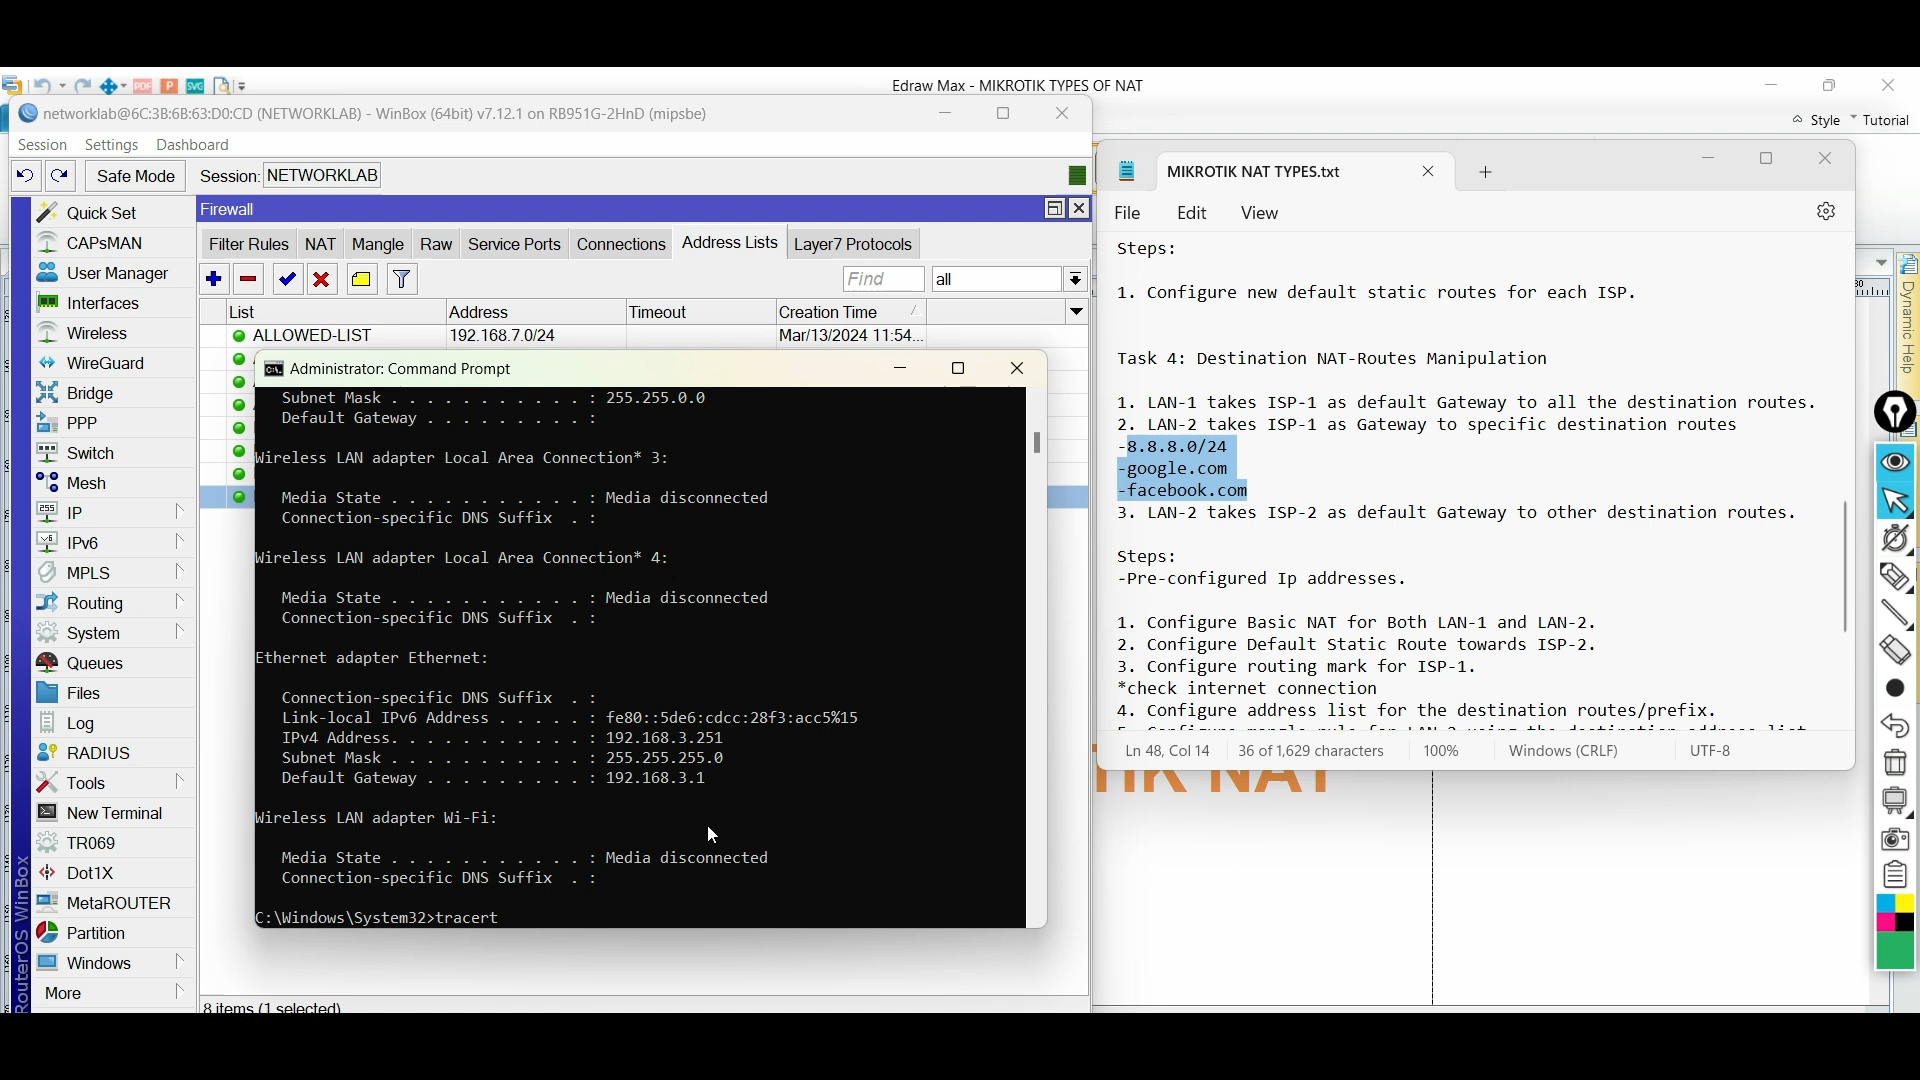 Edraw Max - MIKROTIK TYPES OF NAT
Style
Tutorial
networklab@6C:3B:6B:63:D0:CD (NETWORKLAB) - WinBox (64bit) v7.12.1 on RB951G-2HnD (mipsbe)
Session Settings Dashboard
Safe Mode Session: NETWORKLAB
Quick Set
CAPsMAN
User Manager
Interfaces
Wireless
WireGuard
Bridge
PPP
Switch
Mesh
IP
IPv6
MPLS
Routing
System
Queues
Files
Log
RADIUS
Tools
New Terminal
TR069
Dot1X
MetaROUTER
Partition
Windows
More
RouterOS WinBox
Firewall
Filter Rules NAT Mangle Raw Service Ports Connections Address Lists Layer7 Protocols
Find all
List Address Timeout Creation Time
ALLOWED-LIST 192.168.7.0/24 Mar/13/2024 11:54...
8 items (1 selected)
Administrator: Command Prompt
Subnet Mask . . . . . . . . . . . : 255.255.0.0
Default Gateway . . . . . . . . . :
Wireless LAN adapter Local Area Connection* 3:
Media State . . . . . . . . . . . : Media disconnected
Connection-specific DNS Suffix  . :
Wireless LAN adapter Local Area Connection* 4:
Media State . . . . . . . . . . . : Media disconnected
Connection-specific DNS Suffix  . :
Ethernet adapter Ethernet:
Connection-specific DNS Suffix  . :
Link-local IPv6 Address . . . . . : fe80::5de6:cdcc:28f3:acc5%15
IPv4 Address. . . . . . . . . . . : 192.168.3.251
Subnet Mask . . . . . . . . . . . : 255.255.255.0
Default Gateway . . . . . . . . . : 192.168.3.1
Wireless LAN adapter Wi-Fi:
Media State . . . . . . . . . . . : Media disconnected
Connection-specific DNS Suffix  . :
C:\Windows\System32>tracert
MIKROTIK NAT TYPES.txt
File Edit View
Steps:
1. Configure new default static routes for each ISP.
Task 4: Destination NAT-Routes Manipulation
1. LAN-1 takes ISP-1 as default Gateway to all the destination routes.
2. LAN-2 takes ISP-1 as Gateway to specific destination routes
-8.8.8.0/24
-google.com
-facebook.com
3. LAN-2 takes ISP-2 as default Gateway to other destination routes.
Steps:
-Pre-configured Ip addresses.
1. Configure Basic NAT for Both LAN-1 and LAN-2.
2. Configure Default Static Route towards ISP-2.
3. Configure routing mark for ISP-1.
*check internet connection
4. Configure address list for the destination routes/prefix.
Ln 48, Col 14 36 of 1,629 characters 100% Windows (CRLF) UTF-8
Dynamic Help